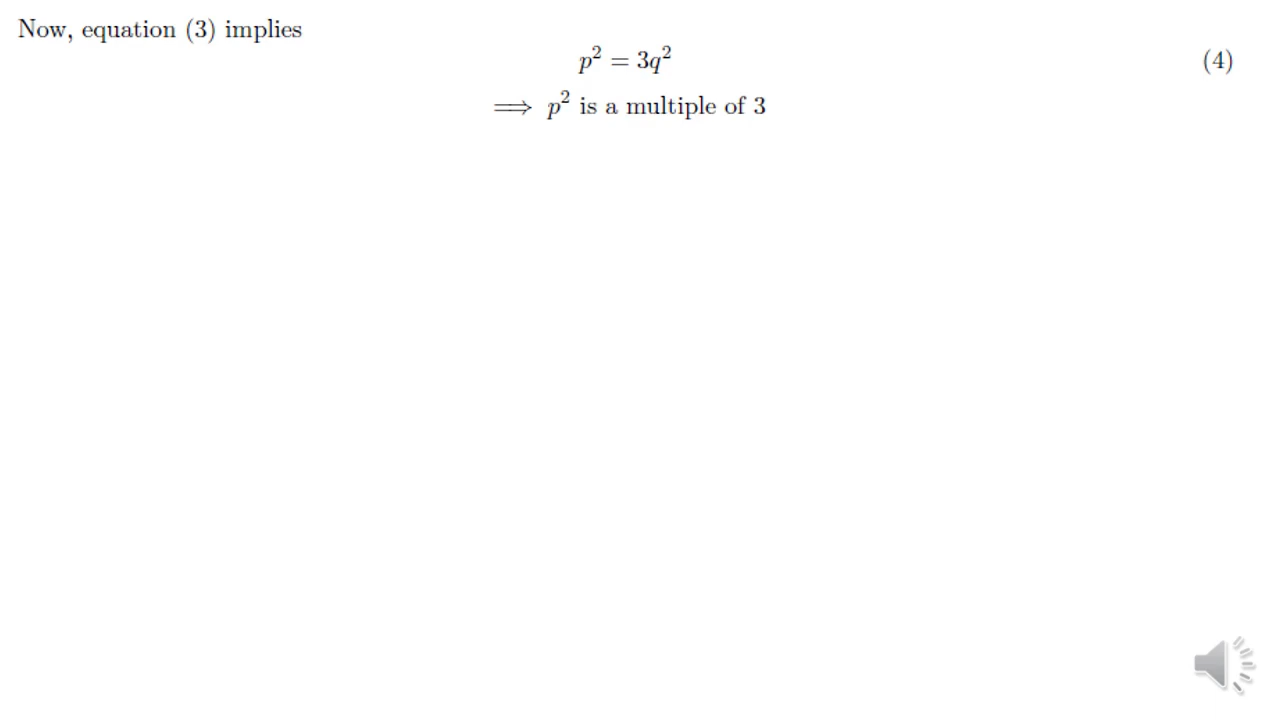 Now, equation (3) implies
p² = 3q² (4)
⟹ p² is a multiple of 3